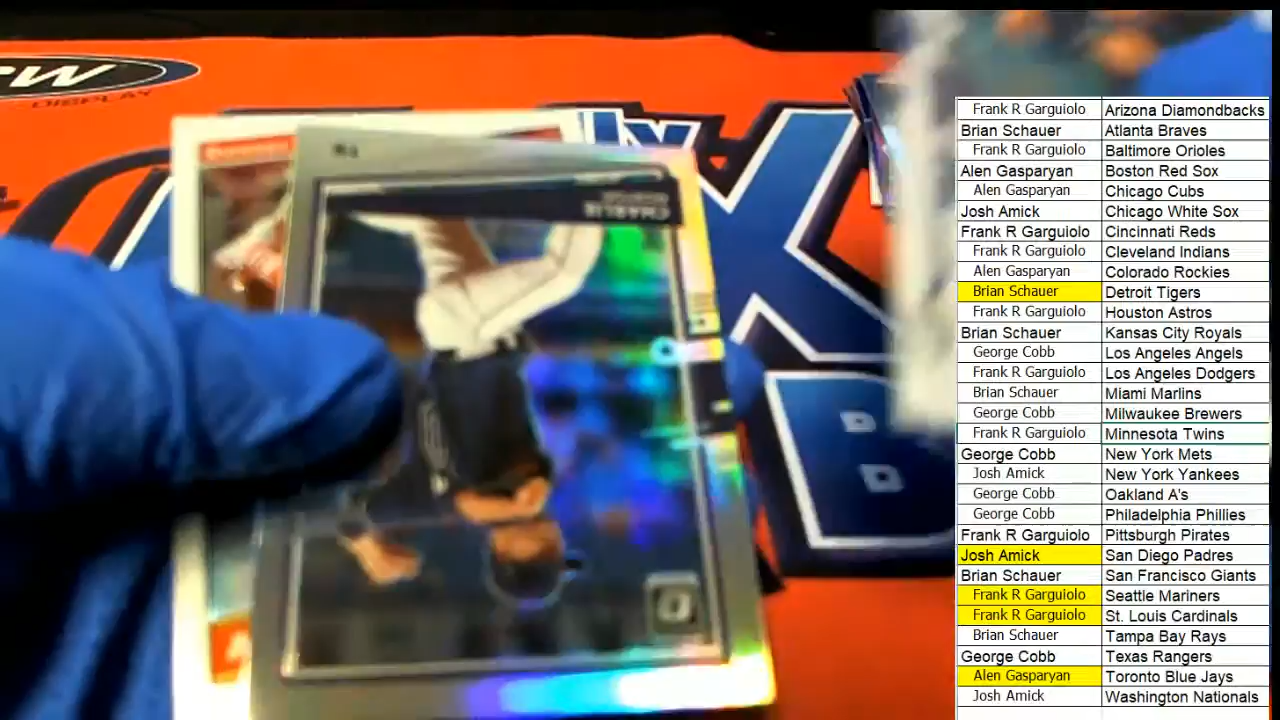 CW
DISPLAY
CHARLIE
Frank R Garguiolo Arizona Diamondbacks
Brian Schauer Atlanta Braves
Frank R Garguiolo Baltimore Orioles
Alen Gasparyan Boston Red Sox
Alen Gasparyan Chicago Cubs
Josh Amick Chicago White Sox
Frank R Garguiolo Cincinnati Reds
Frank R Garguiolo Cleveland Indians
Alen Gasparyan Colorado Rockies
Brian Schauer Detroit Tigers
Frank R Garguiolo Houston Astros
Brian Schauer Kansas City Royals
George Cobb Los Angeles Angels
Frank R Garguiolo Los Angeles Dodgers
Brian Schauer Miami Marlins
George Cobb Milwaukee Brewers
Frank R Garguiolo Minnesota Twins
George Cobb New York Mets
Josh Amick New York Yankees
George Cobb Oakland A's
George Cobb Philadelphia Phillies
Frank R Garguiolo Pittsburgh Pirates
Josh Amick San Diego Padres
Brian Schauer San Francisco Giants
Frank R Garguiolo Seattle Mariners
Frank R Garguiolo St. Louis Cardinals
Brian Schauer Tampa Bay Rays
George Cobb Texas Rangers
Alen Gasparyan Toronto Blue Jays
Josh Amick Washington Nationals